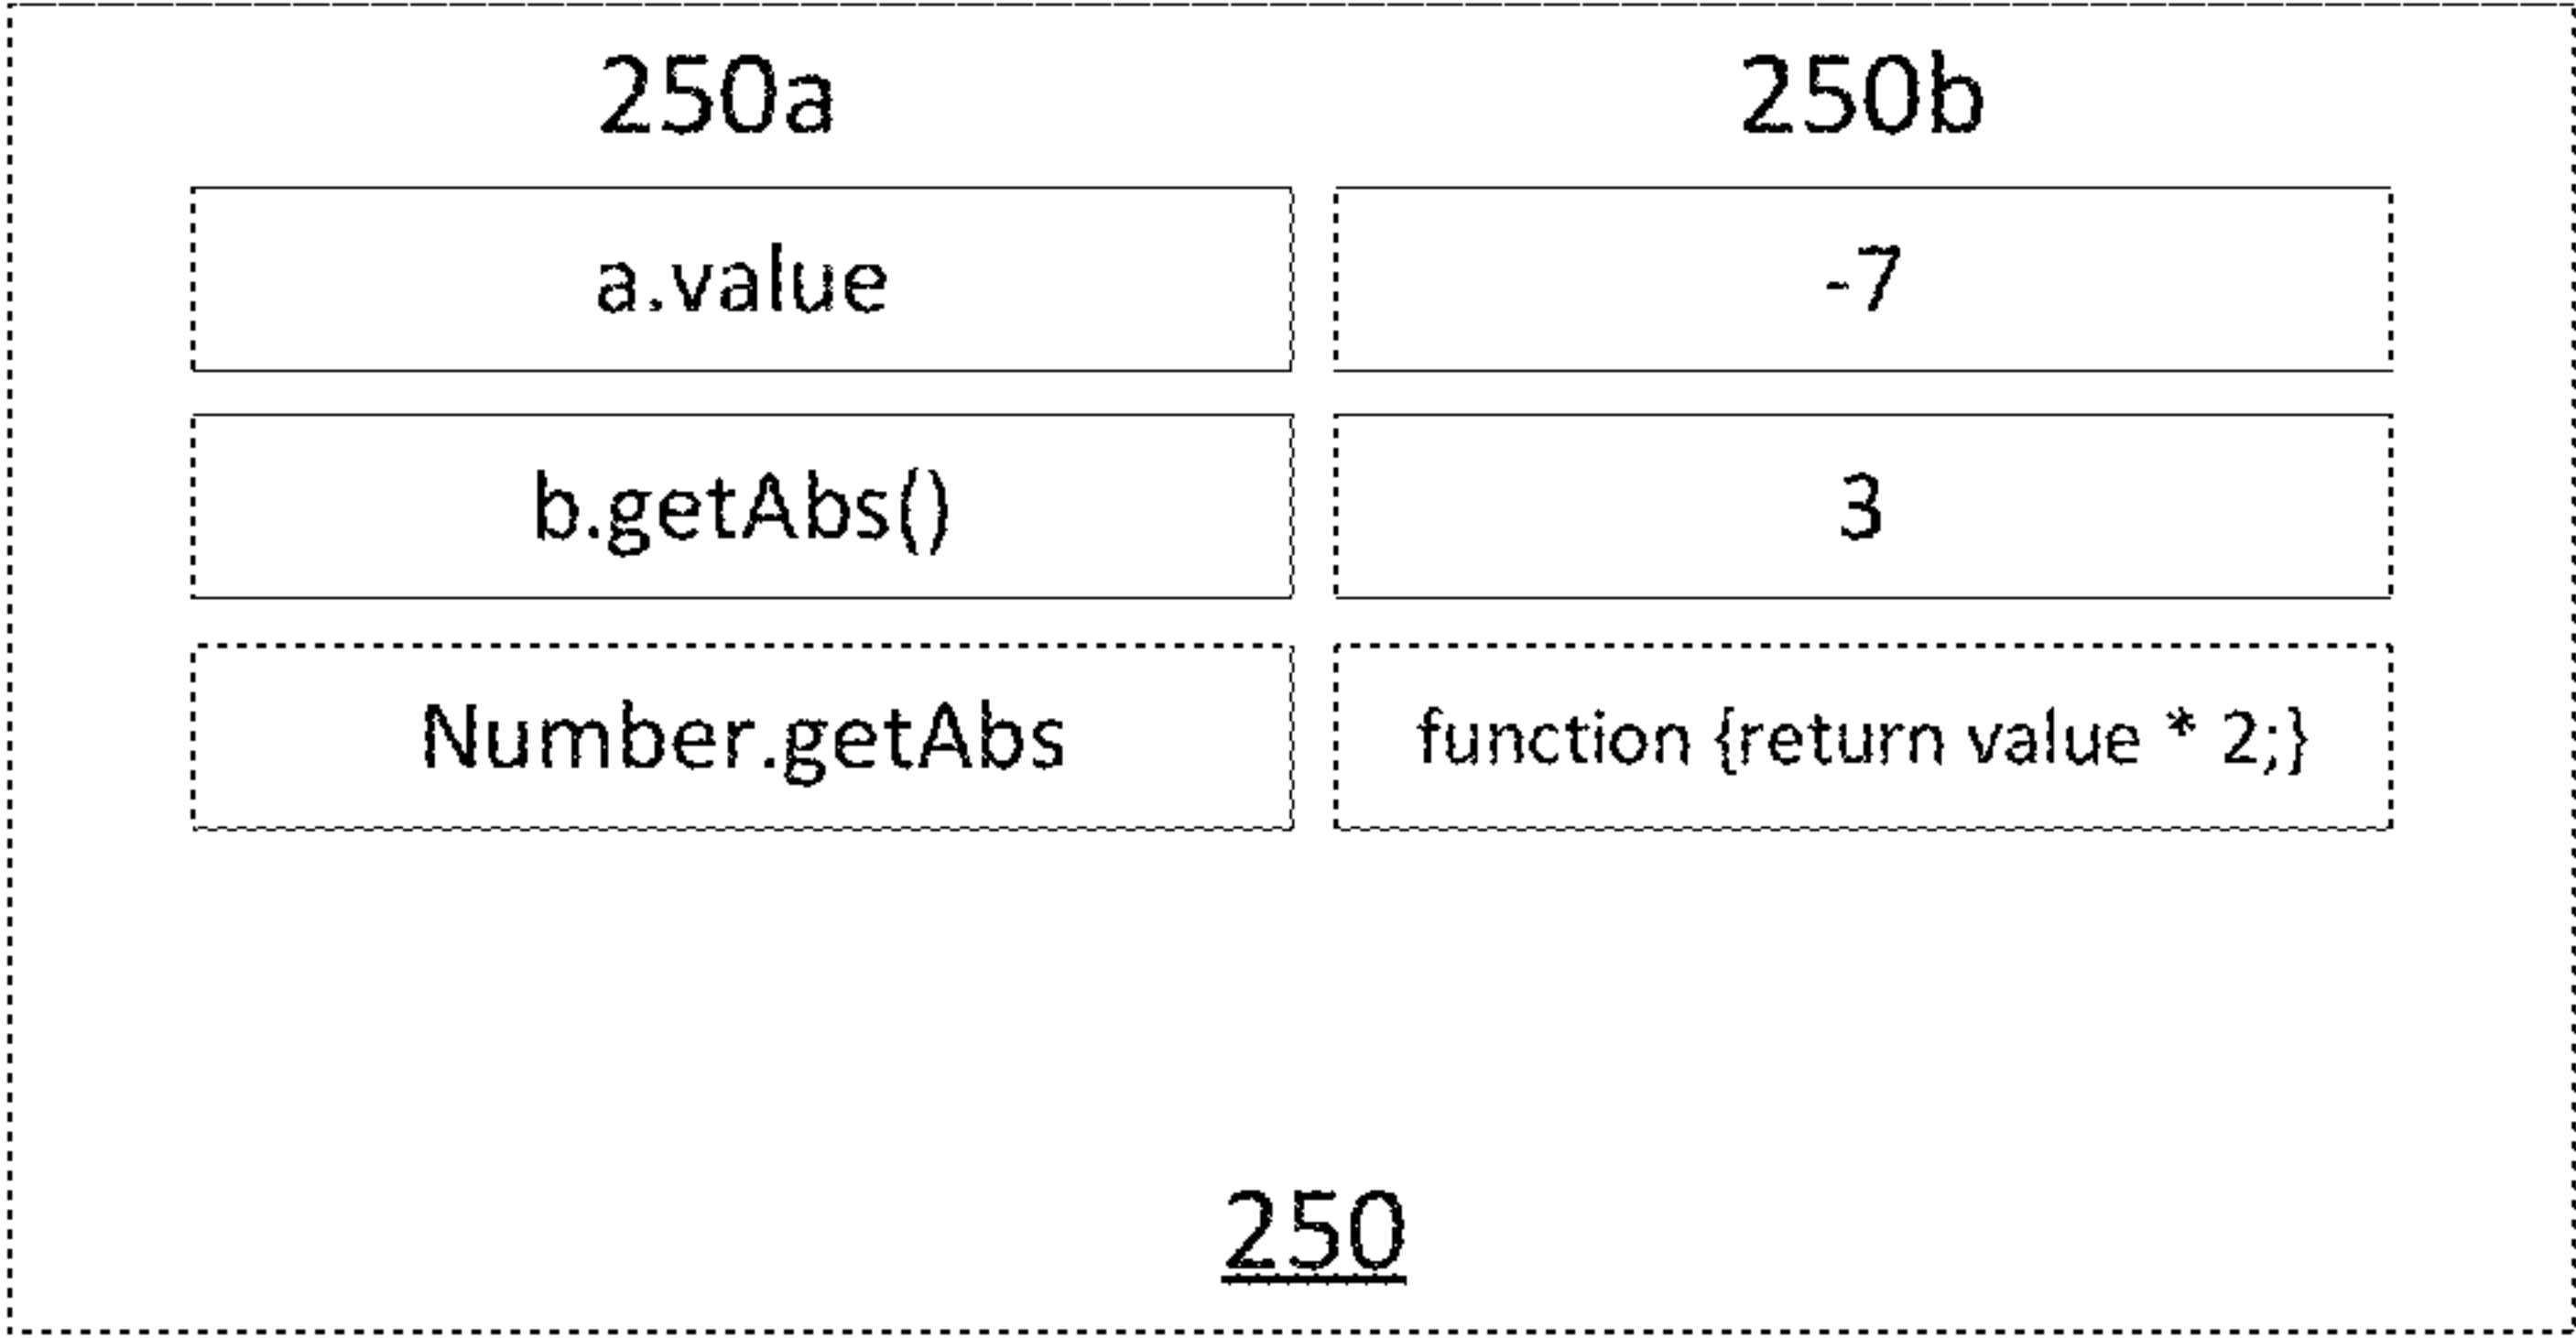 250a 250b
a.value -7
b.getAbs() 3
Number.getAbs function {return value * 2;}
250